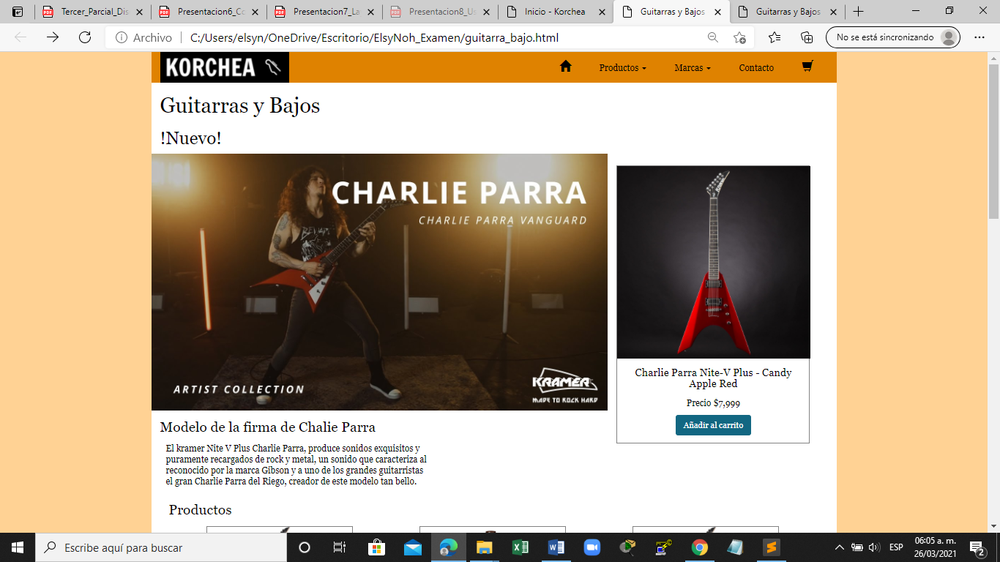 Tercer_Parcial_Dis
Presentacion6_Co
Presentacion7_La
Presentacion8_Us
Inicio - Korchea
Guitarras y Bajos
Guitarras y Bajos
Archivo
C:/Users/elsyn/OneDrive/Escritorio/ElsyNoh_Examen/guitarra_bajo.html
No se está sincronizando
KORCHEA
Productos
Marcas
Contacto
Guitarras y Bajos
!Nuevo!
CHARLIE PARRA
CHARLIE PARRA VANGUARD
ARTIST COLLECTION
KRAMER
MADE TO ROCK HARD
Charlie Parra Nite-V Plus - Candy
Apple Red
Precio $7,999
Añadir al carrito
Modelo de la firma de Chalie Parra
El kramer Nite V Plus Charlie Parra, produce sonidos exquisitos y
puramente recargados de rock y metal, un sonido que caracteriza al
reconocido por la marca Gibson y a uno de los grandes guitarristas
el gran Charlie Parra del Riego, creador de este modelo tan bello.
Productos
Escribe aquí para buscar
ESP
06:05 a. m.
26/03/2021
2